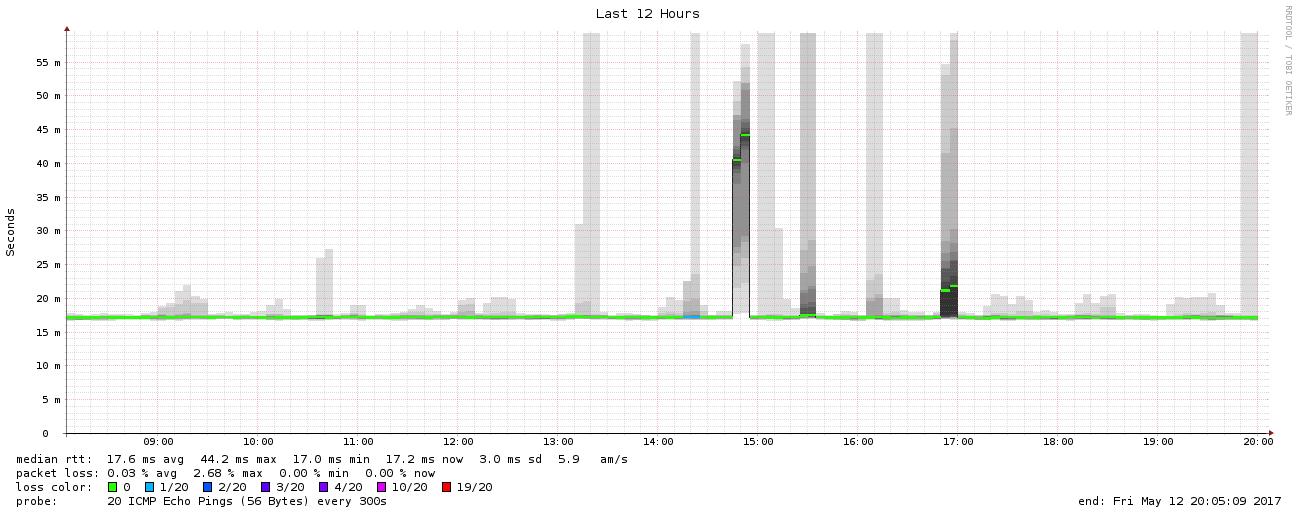 Last 12 Hours
RRDTOOL / TOBI OETIKER
Seconds
55 m
50 m
45 m
40 m
35 m
30 m
25 m
20 m
15 m
10 m
5 m
0
09:00 10:00 11:00 12:00 13:00 14:00 15:00 16:00 17:00 18:00 19:00 20:00
median rtt: 17.6 ms avg 44.2 ms max 17.0 ms min 17.2 ms now 3.0 ms sd 5.9 am/s
packet loss: 0.03 % avg 2.68 % max 0.00 % min 0.00 % now
loss color: 0 1/20 2/20 3/20 4/20 10/20 19/20
probe: 20 ICMP Echo Pings (56 Bytes) every 300s end: Fri May 12 20:05:09 2017